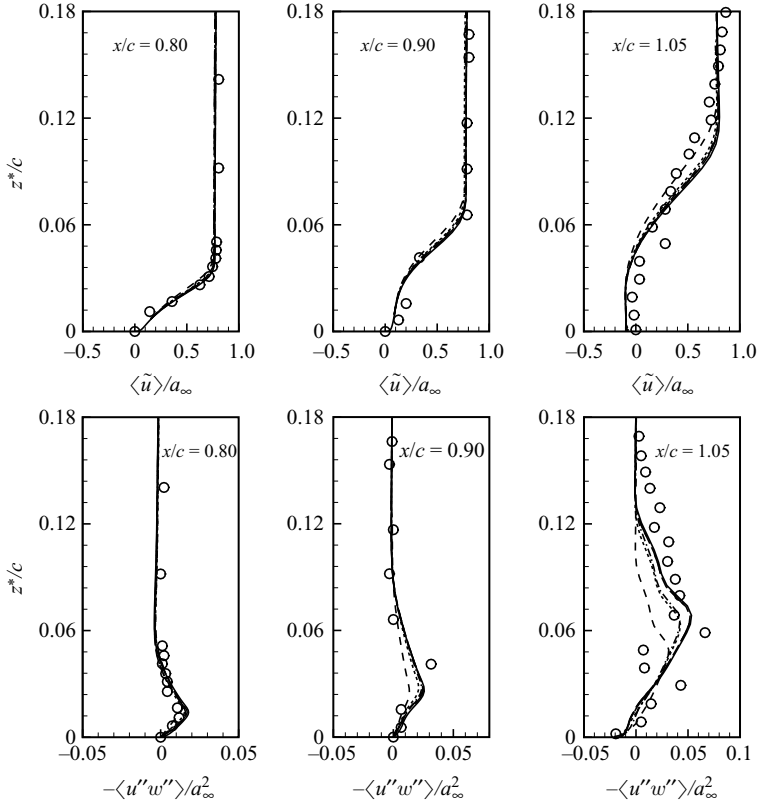 0.18 0.18 0.18
x/c = 0.80 x/c = 0.90 x/c = 1.05
0.12 0.12 0.12
z*/c
0.06 0.06 0.06
0 0 0
–0.5 0 0.5 1.0 –0.5 0 0.5 1.0 –0.5 0 0.5 1.0
⟨ũ⟩/a∞ ⟨ũ⟩/a∞ ⟨ũ⟩/a∞
0.18 0.18 0.18
x/c = 0.80 x/c = 0.90 x/c = 1.05
0.12 0.12 0.12
z*/c
0.06 0.06 0.06
0 0 0
–0.05 0 0.05 –0.05 0 0.05 –0.05 0 0.05 0.1
–⟨u″w″⟩/a²∞ –⟨u″w″⟩/a²∞ –⟨u″w″⟩/a²∞